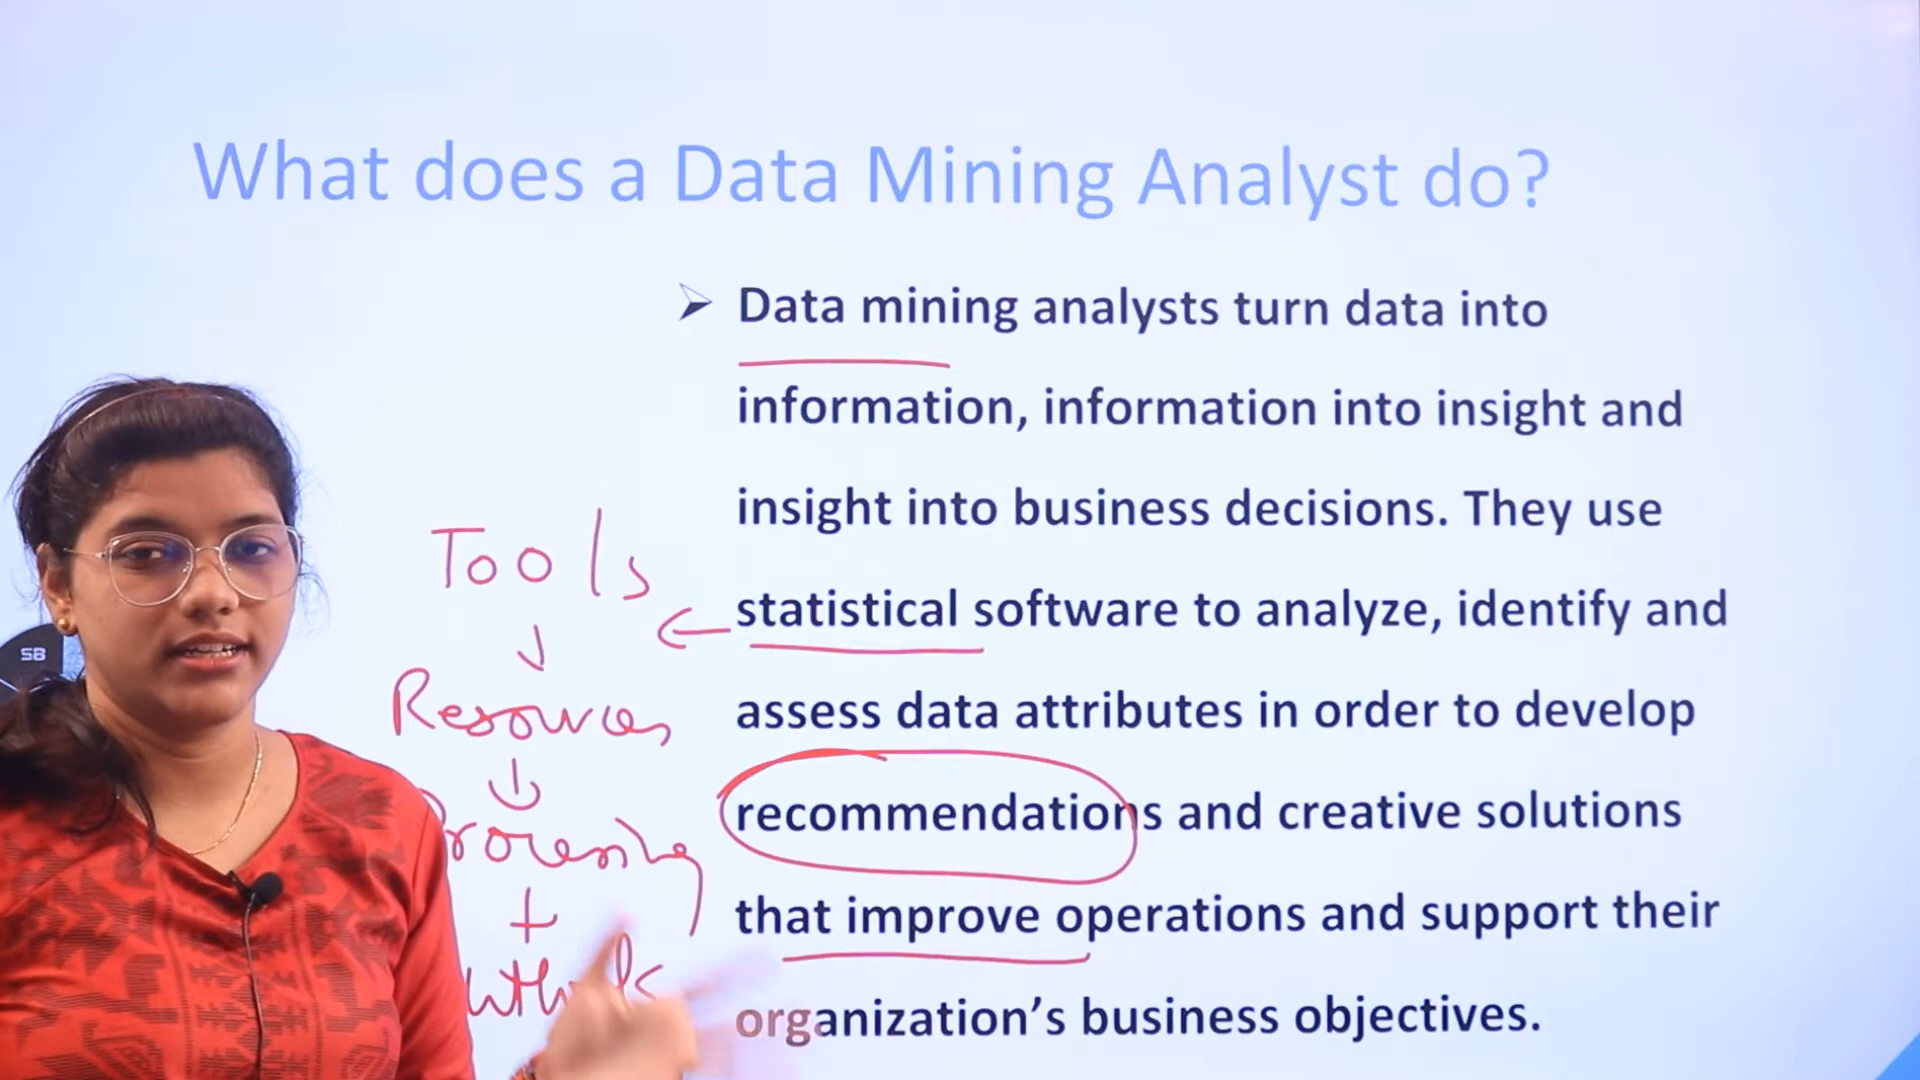 What does a Data Mining Analyst do?
➢ Data mining analysts turn data into
information, information into insight and
insight into business decisions. They use
statistical software to analyze, identify and
assess data attributes in order to develop
recommendations and creative solutions
that improve operations and support their
organization’s business objectives.
Tools
←
↓
Resources
↓
Processing
+
SB